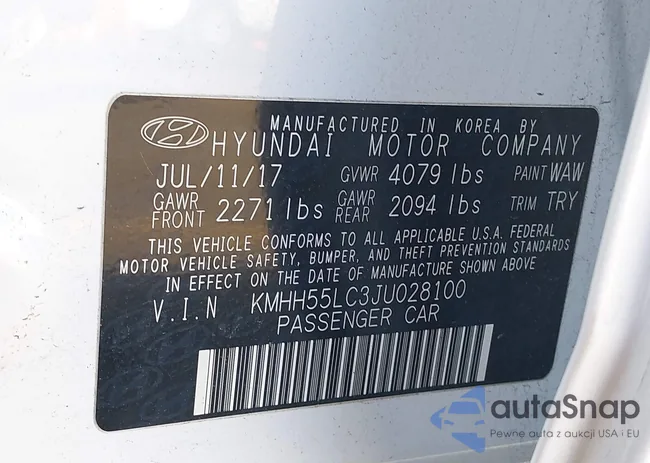 MANUFACTURED IN KOREA BY
HYUNDAI MOTOR COMPANY
JUL/11/17 GVWR 4079 lbs PAINT WAW
GAWR FRONT 2271 lbs GAWR REAR 2094 lbs TRIM TRY
THIS VEHICLE CONFORMS TO ALL APPLICABLE U.S.A. FEDERAL
MOTOR VEHICLE SAFETY, BUMPER, AND THEFT PREVENTION STANDARDS
IN EFFECT ON THE DATE OF MANUFACTURE SHOWN ABOVE
V.I.N KMHH55LC3JU028100
PASSENGER CAR
autaSnap
Pewne auta z aukcji USA i EU